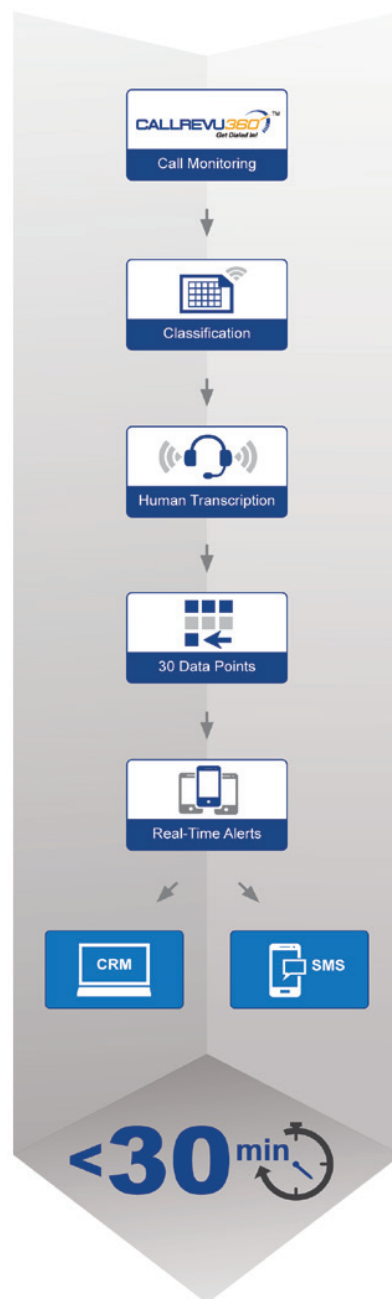 CALLREVU360™
Get Dialed In!
Call Monitoring
Classification
Human Transcription
30 Data Points
Real-Time Alerts
CRM
SMS
<30 min